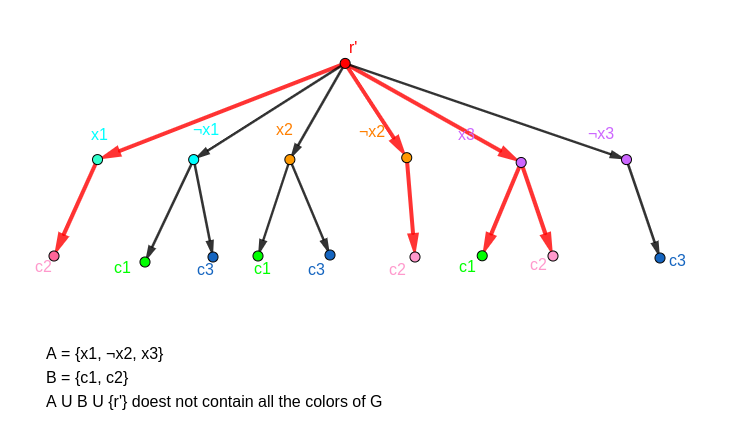 r'
x1
¬x1
x2
¬x2
x3
¬x3
c2
c1
c3
c1
c3
c2
c1
c2
c3
A = {x1, ¬x2, x3}
B = {c1, c2}
A U B U {r'} doest not contain all the colors of G